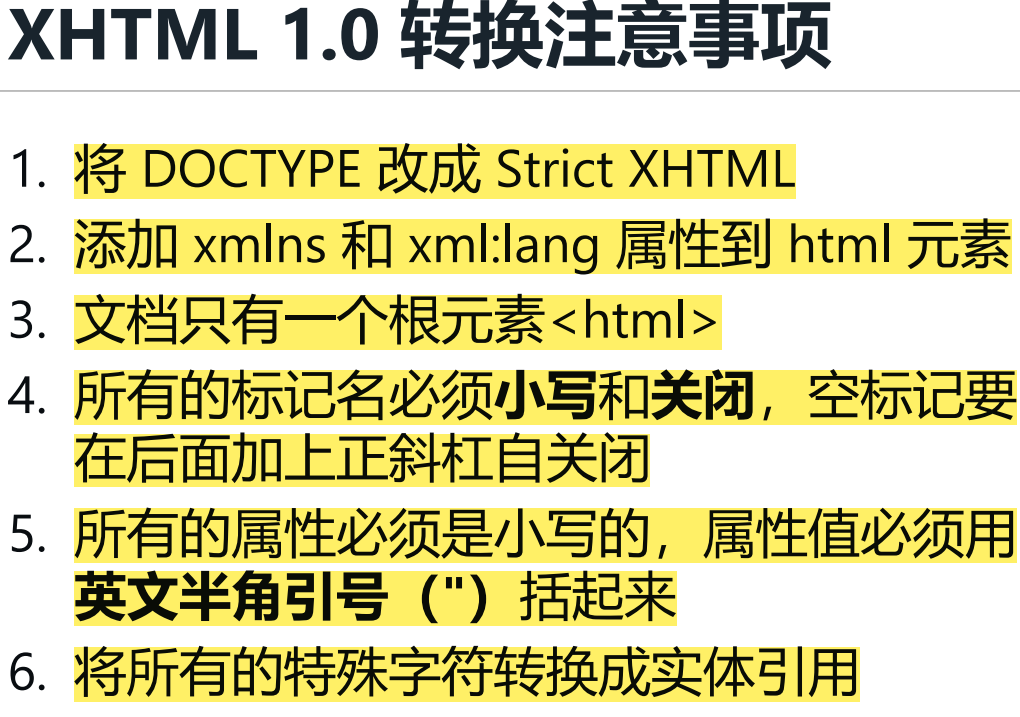 XHTML 1.0 转换注意事项
1. 将 DOCTYPE 改成 Strict XHTML
2. 添加 xmlns 和 xml:lang 属性到 html 元素
3. 文档只有一个根元素<html>
4. 所有的标记名必须小写和关闭，空标记要
在后面加上正斜杠自关闭
5. 所有的属性必须是小写的，属性值必须用
英文半角引号（"）括起来
6. 将所有的特殊字符转换成实体引用